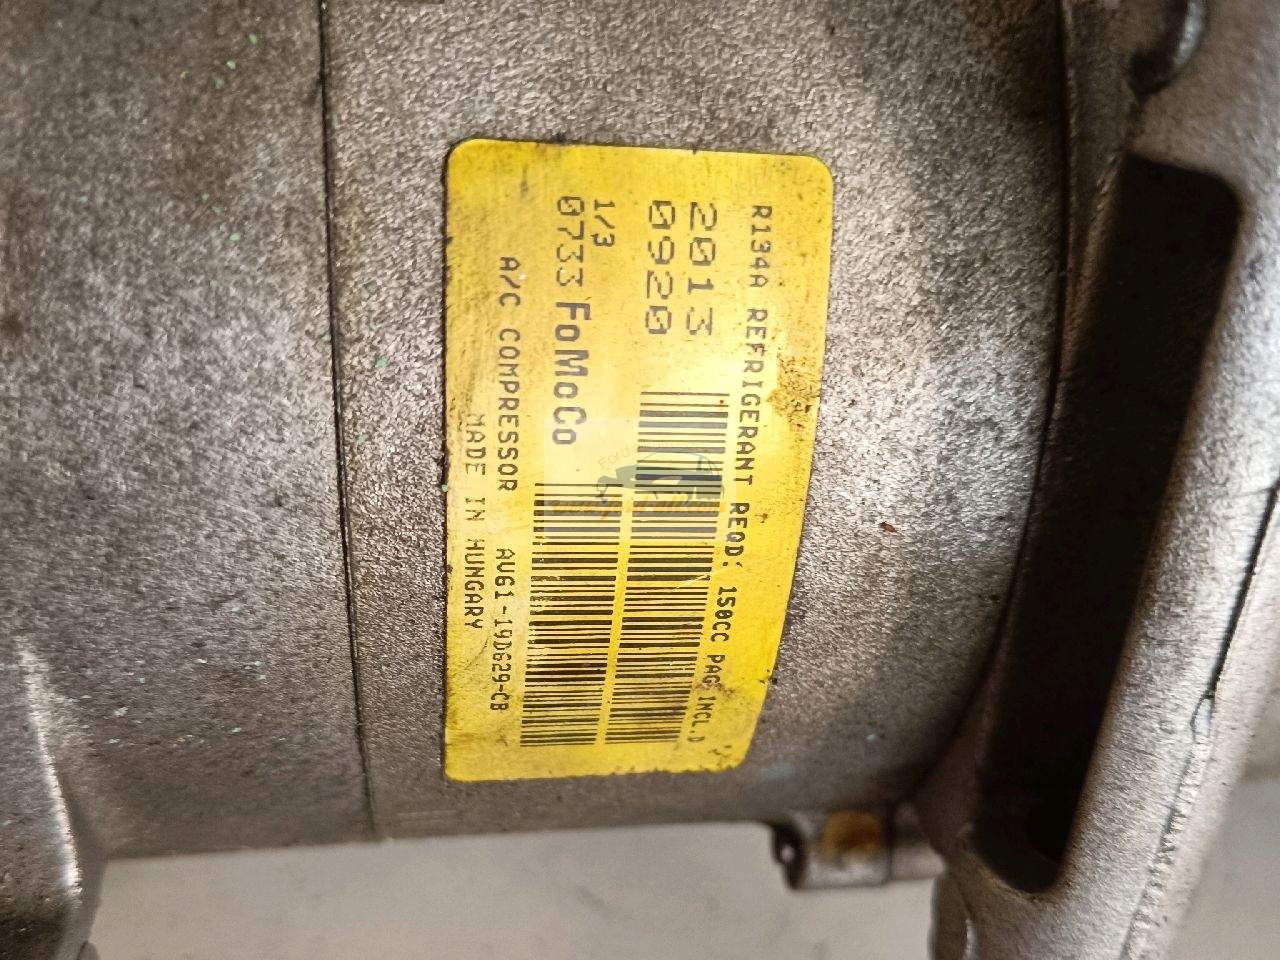 R134A REFRIGERANT REQD: 150CC PAG INCL.D
2013
0920
1/3
0733 FoMoCo
A/C COMPRESSOR AV61-19D629-CB
MADE IN HUNGARY